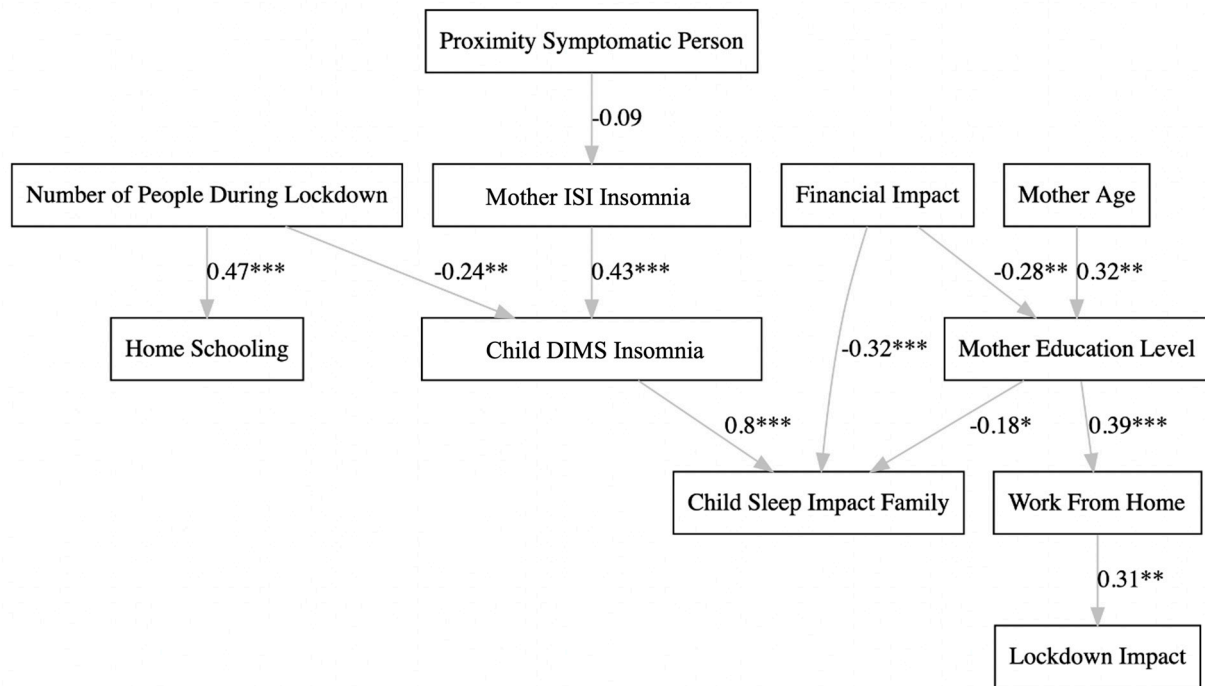 Proximity Symptomatic Person
-0.09
Number of People During Lockdown
Mother ISI Insomnia
Financial Impact
Mother Age
0.47***
-0.24**
0.43***
-0.28**
0.32**
Home Schooling
Child DIMS Insomnia
-0.32***
Mother Education Level
0.8***
-0.18*
0.39***
Child Sleep Impact Family
Work From Home
0.31**
Lockdown Impact